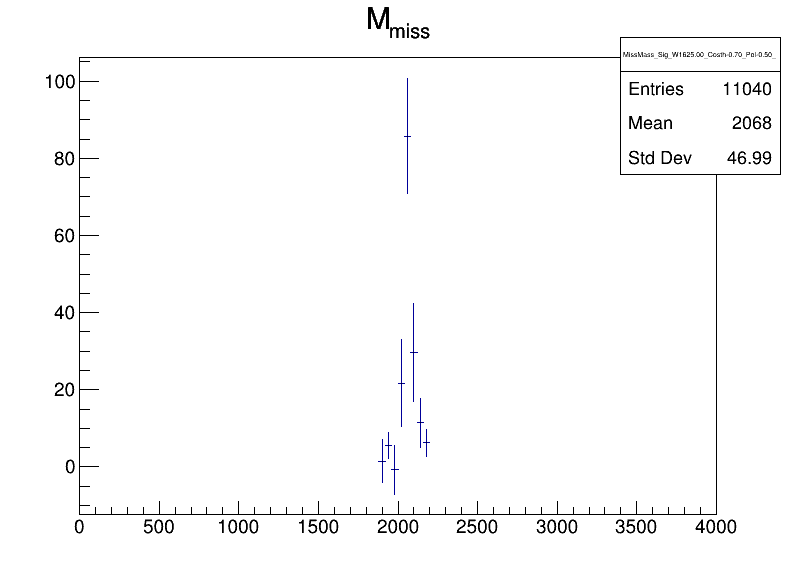 M_miss
MissMass_Sig_W1625.00_Costh-0.70_Pol-0.50_
Entries 11040
Mean 2068
Std Dev 46.99
100
80
60
40
20
0
0 500 1000 1500 2000 2500 3000 3500 4000